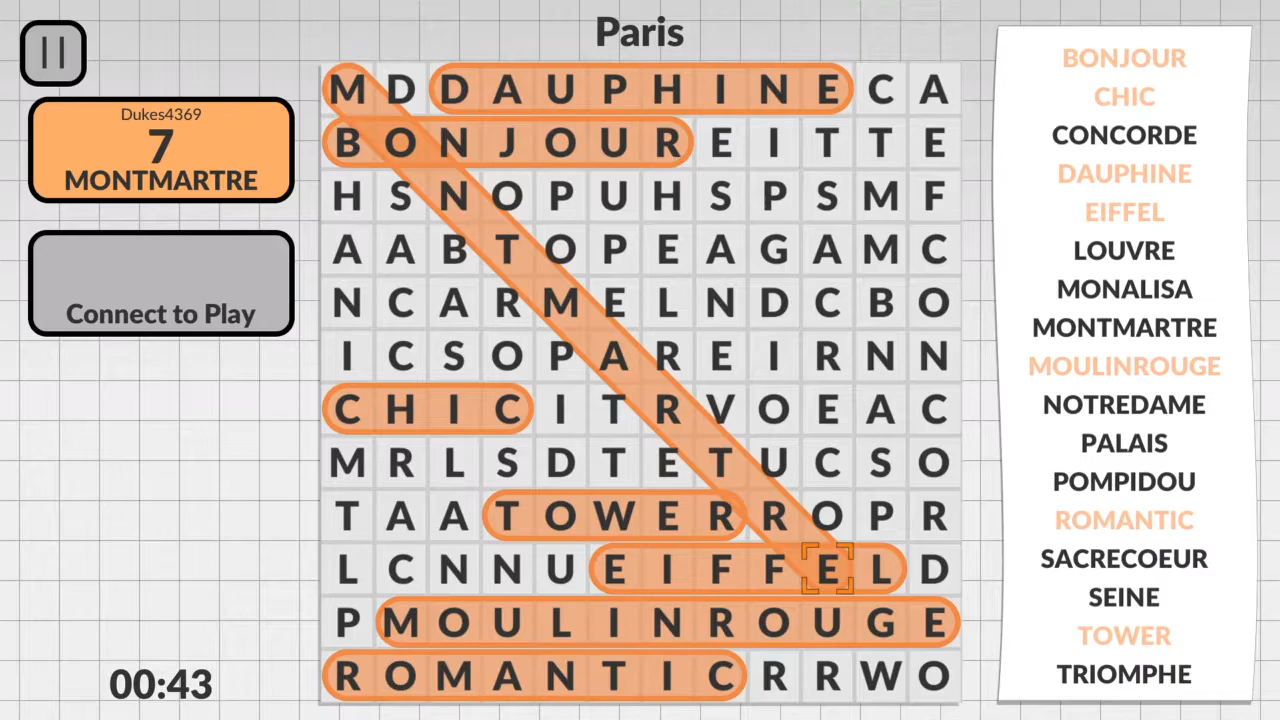 Paris
Dukes4369
7
MONTMARTRE
Connect to Play
00:43
M D D A U P H I N E C A
B O N J O U R E I T T E
H S N O P U H S P S M F
A A B T O P E A G A M C
N C A R M E L N D C B O
I C S O P A R E I R N N
C H I C I T R V O E A C
M R L S D T E T U C S O
T A A T O W E R R O P R
L C N N U E I F F E L D
P M O U L I N R O U G E
R O M A N T I C R R W O
BONJOUR
CHIC
CONCORDE
DAUPHINE
EIFFEL
LOUVRE
MONALISA
MONTMARTRE
MOULINROUGE
NOTREDAME
PALAIS
POMPIDOU
ROMANTIC
SACRECOEUR
SEINE
TOWER
TRIOMPHE